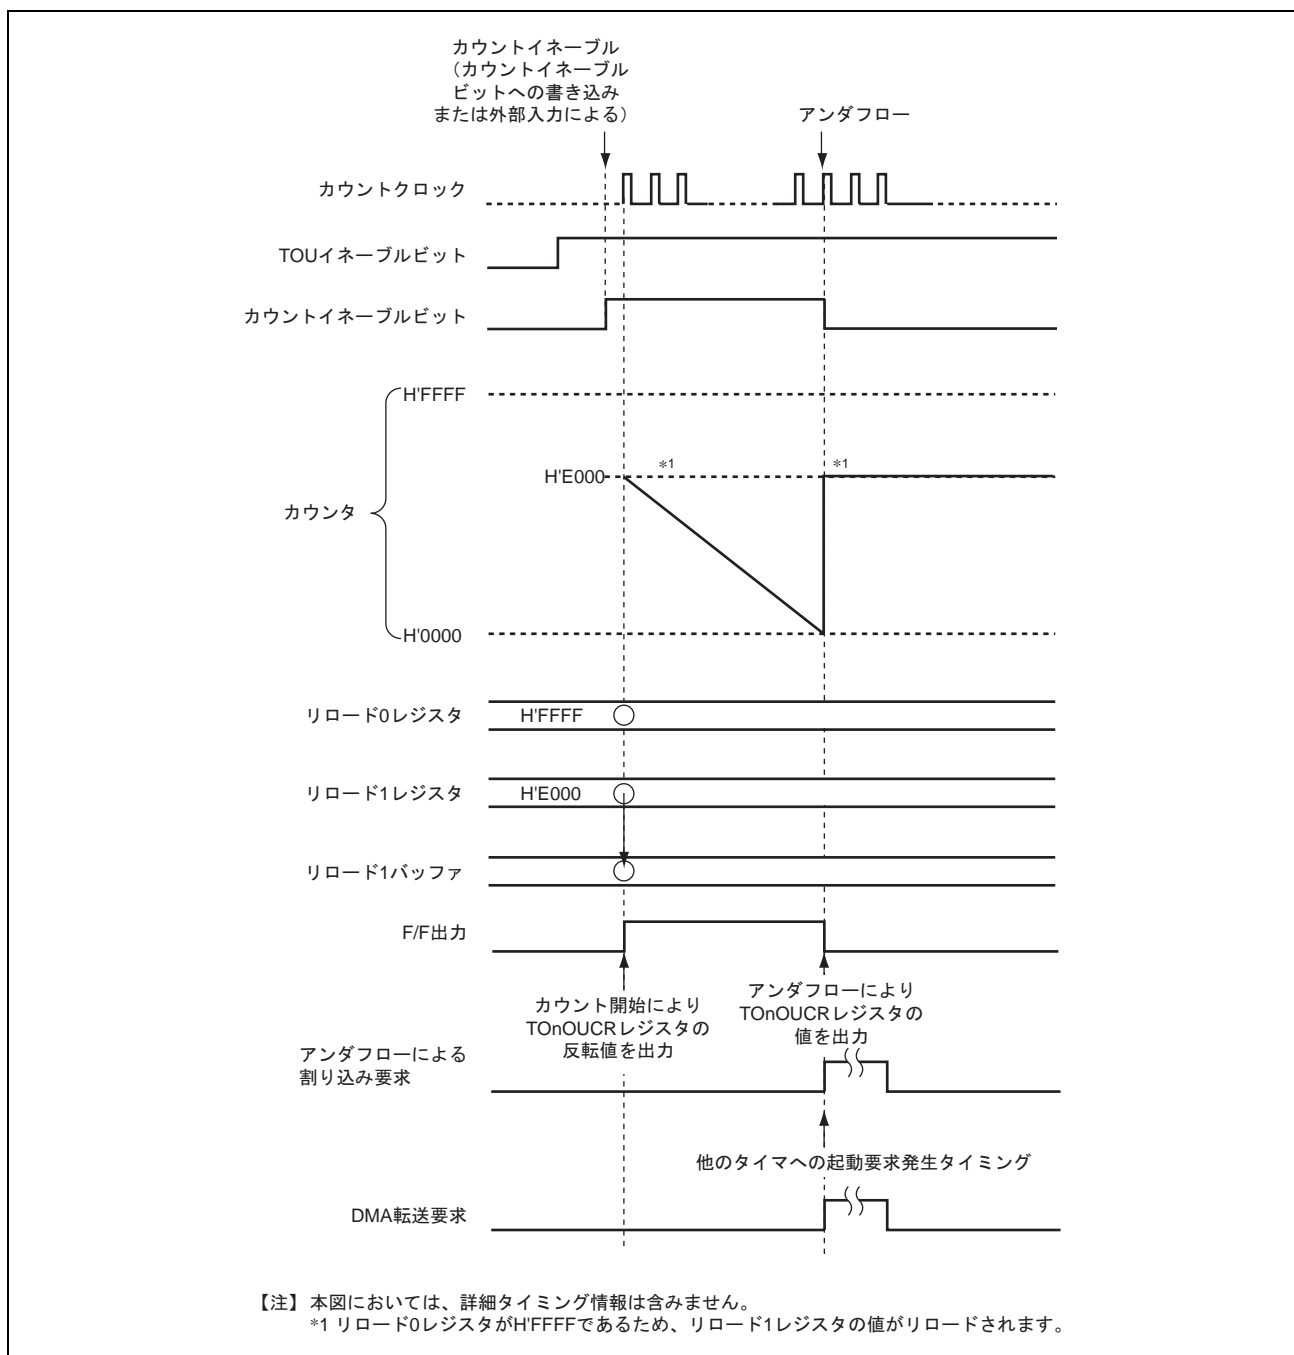 カウントイネーブル
(カウントイネーブル
ビットへの書き込み
または外部入力による)
アンダフロー
カウントクロック
TOUイネーブルビット
カウントイネーブルビット
H'FFFF
*1
*1
H'E000
カウンタ
H'0000
リロード0レジスタ
H'FFFF
リロード1レジスタ
H'E000
リロード1バッファ
F/F出力
カウント開始により
TOnOUCRレジスタの
反転値を出力
アンダフローにより
TOnOUCRレジスタの
値を出力
アンダフローによる
割り込み要求
他のタイマへの起動要求発生タイミング
DMA転送要求
【注】 本図においては、詳細タイミング情報は含みません。
*1 リロード0レジスタがH'FFFFであるため、リロード1レジスタの値がリロードされます。